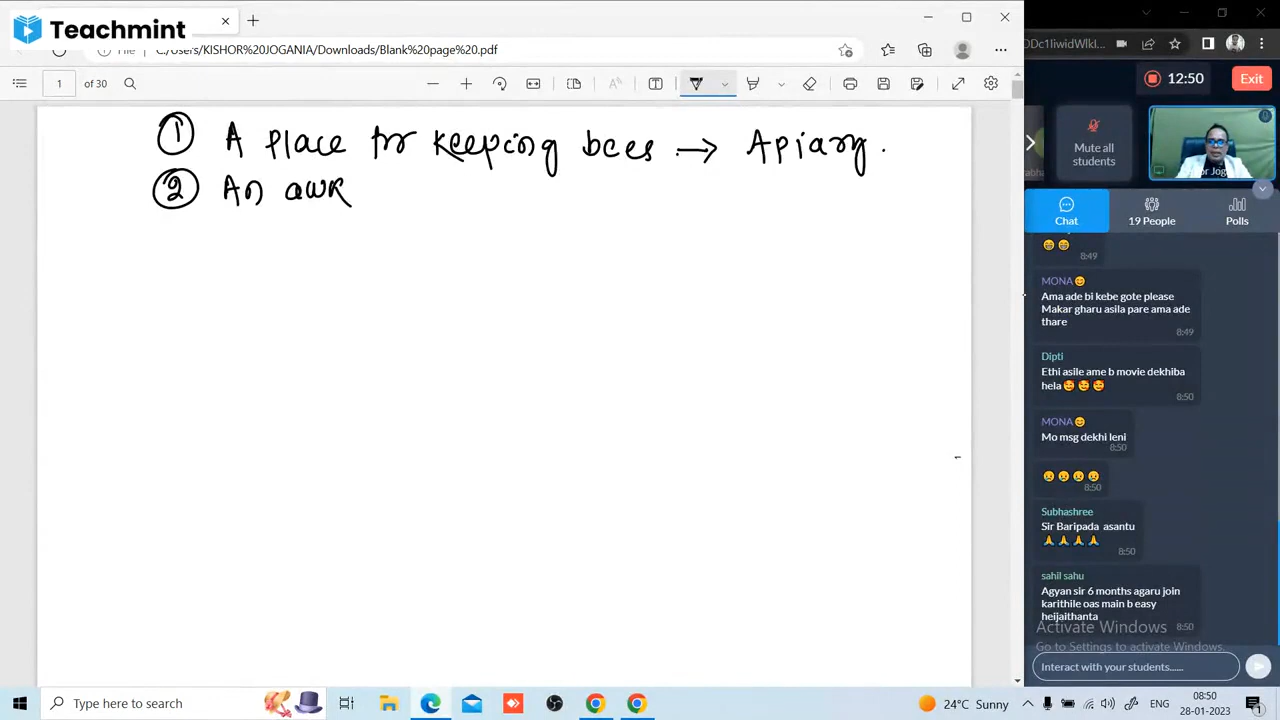 Teachmint
C:/Users/KISHOR%20JOGANIA/Downloads/Blank%20page%20.pdf
1 of 30
① A place for keeping bees → Apiary.
② An awk
DDc1IiwidWlkI...
12:50
Exit
Mute all students
Chat
19 People
Polls
😁 😁
8:49
MONA😊
Ama ade bi kebe gote please
Makar gharu asila pare ama ade
thare
8:49
Dipti
Ethi asile ame b movie dekhiba
hela🥰 🥰 🥰
8:50
MONA😊
Mo msg dekhi leni
8:50
😢 😢 😢 😢
8:50
Subhashree
Sir Baripada asantu
🙏 🙏 🙏 🙏
8:50
sahil sahu
Agyan sir 6 months agaru join
karithile oas main b easy
heijaithanta
8:50
Activate Windows
Go to Settings to activate Windows.
Interact with your students......
Type here to search
24°C Sunny
ENG
08:50
28-01-2023
1